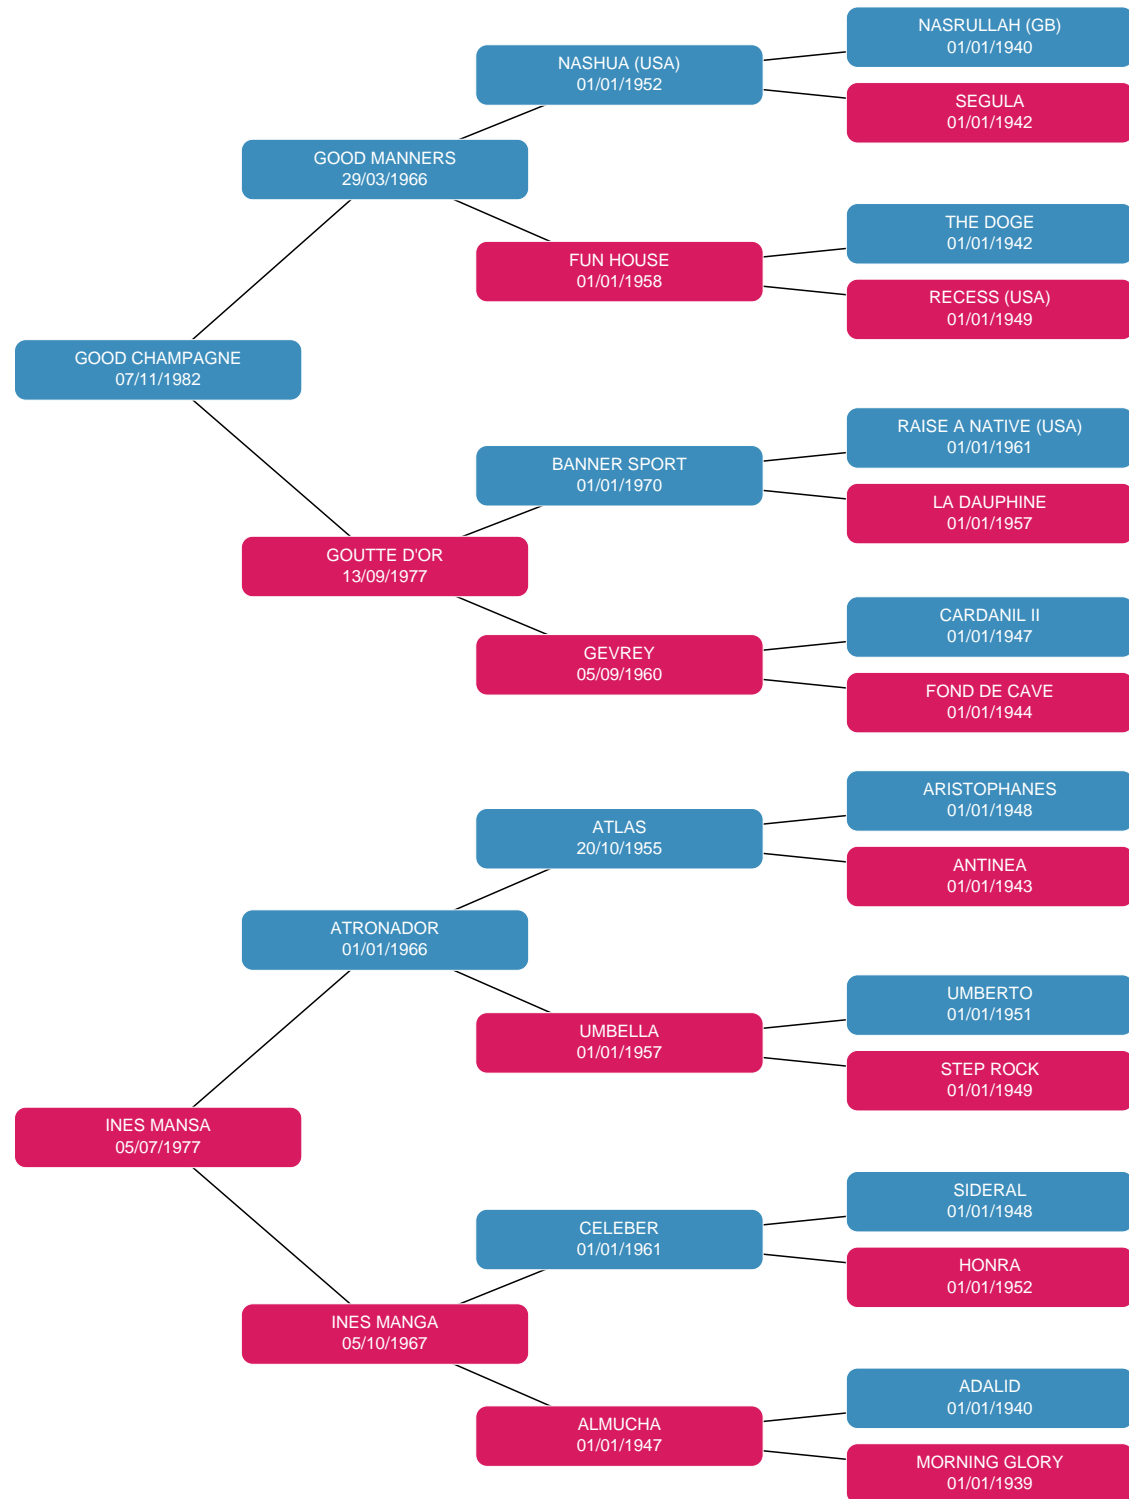 NASRULLAH (GB)
01/01/1940
NASHUA (USA)
01/01/1952
SEGULA
01/01/1942
GOOD MANNERS
29/03/1966
THE DOGE
01/01/1942
FUN HOUSE
01/01/1958
RECESS (USA)
01/01/1949
GOOD CHAMPAGNE
07/11/1982
RAISE A NATIVE (USA)
01/01/1961
BANNER SPORT
01/01/1970
LA DAUPHINE
01/01/1957
GOUTTE D'OR
13/09/1977
CARDANIL II
01/01/1947
GEVREY
05/09/1960
FOND DE CAVE
01/01/1944
ARISTOPHANES
01/01/1948
ATLAS
20/10/1955
ANTINEA
01/01/1943
ATRONADOR
01/01/1966
UMBERTO
01/01/1951
UMBELLA
01/01/1957
STEP ROCK
01/01/1949
INES MANSA
05/07/1977
SIDERAL
01/01/1948
CELEBER
01/01/1961
HONRA
01/01/1952
INES MANGA
05/10/1967
ADALID
01/01/1940
ALMUCHA
01/01/1947
MORNING GLORY
01/01/1939